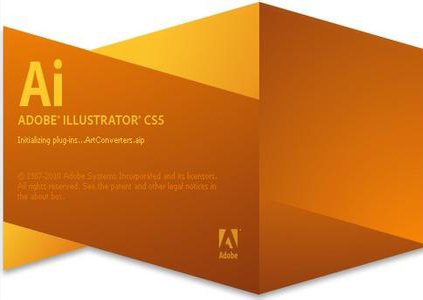 Ai
ADOBE® ILLUSTRATOR® CS5
Initializing plug-ins...ArtConverters.aip
© 1987-2010 Adobe Systems Incorporated and its licensors.
All rights reserved. See the patent and other legal notices in
the about box.
Adobe